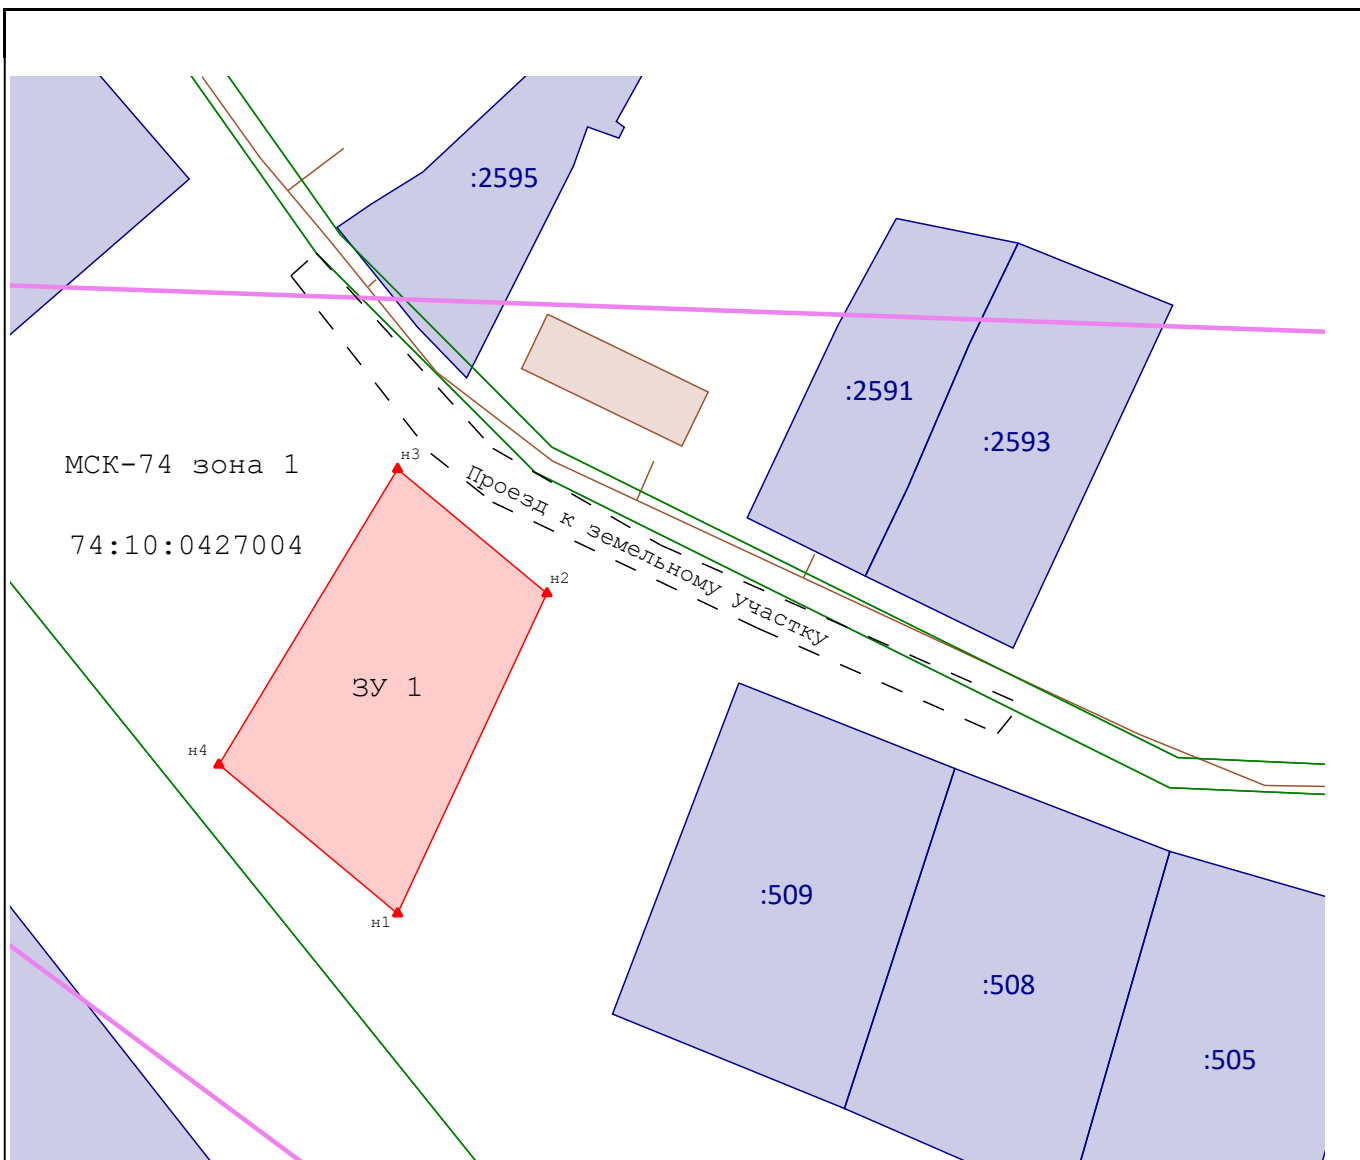 :2595
:2591
:2593
МСК-74 зона 1
н3
Проезд к земельному участку
74:10:0427004
н2
ЗУ 1
н4
:509
н1
:508
:505